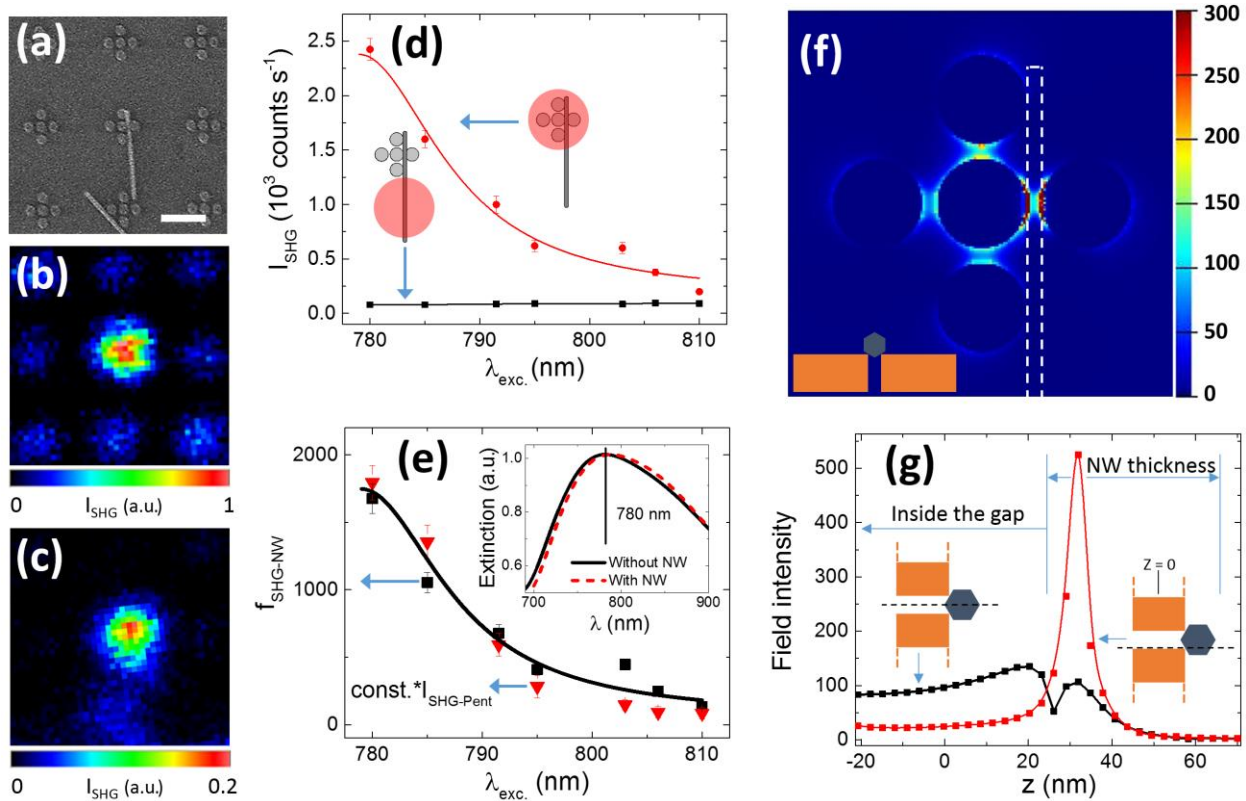 (a)
(b)
0 1
I_SHG (a.u.)
(c)
0 0.2
I_SHG (a.u.)
(d)
I_SHG (10³ counts s⁻¹)
2.5
2.0
1.5
1.0
0.5
0.0
780 790 800 810
λ_exc. (nm)
(e)
f_SHG-NW
2000
1000
0
const.*I_SHG-Pent
780 790 800 810
λ_exc. (nm)
Extinction (a.u.)
1.0
0.8
0.6
780 nm
Without NW
With NW
700 800 900
λ (nm)
(f)
300
250
200
150
100
50
0
(g)
Field intensity
500
400
300
200
100
0
NW thickness
Inside the gap
Z = 0
-20 0 20 40 60
z (nm)